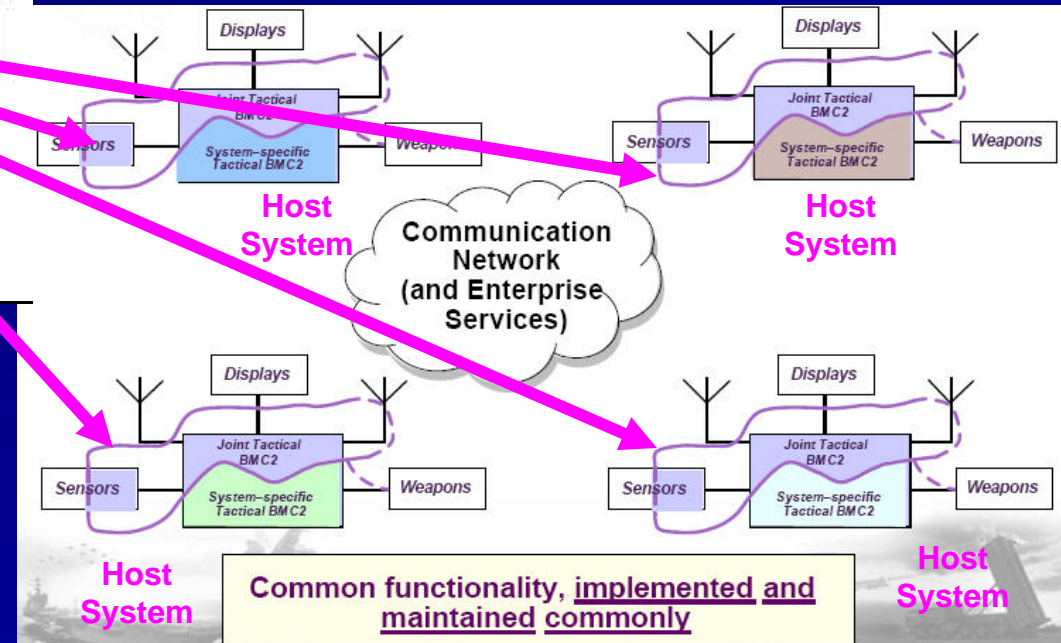 Displays
Joint Tactical
BMC2
Sensors
System–specific
Tactical BMC2
Weapons
Host
System
Displays
Joint Tactical
BMC2
Sensors
System–specific
Tactical BMC2
Weapons
Host
System
Communication
Network
(and Enterprise
Services)
Displays
Joint Tactical
BMC2
Sensors
System–specific
Tactical BMC2
Weapons
Host
System
Displays
Joint Tactical
BMC2
Sensors
System–specific
Tactical BMC2
Weapons
Host
System
Common functionality, implemented and
maintained commonly